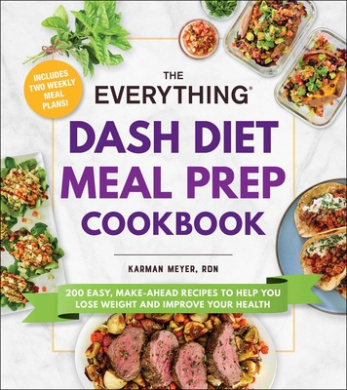 INCLUDES
TWO WEEKLY
MEAL
PLANS!
THE
EVERYTHING®
DASH DIET
MEAL PREP
COOKBOOK
KARMAN MEYER, RDN
200 EASY, MAKE-AHEAD RECIPES TO HELP YOU
LOSE WEIGHT AND IMPROVE YOUR HEALTH